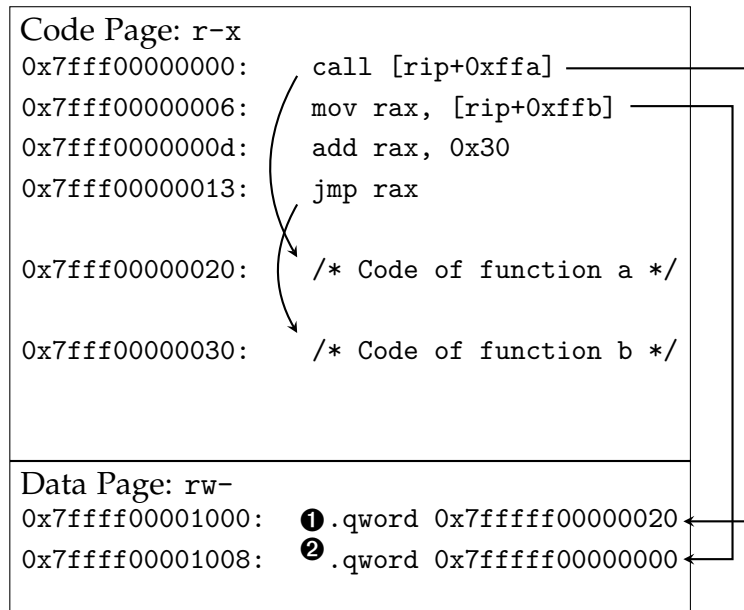 Code Page: r-x
0x7fff00000000: call [rip+0xffa]
0x7fff00000006: mov rax, [rip+0xffb]
0x7fff0000000d: add rax, 0x30
0x7fff00000013: jmp rax
0x7fff00000020: /* Code of function a */
0x7fff00000030: /* Code of function b */
Data Page: rw-
0x7ffff00001000: ❶.qword 0x7fffff00000020
0x7ffff00001008: ❷.qword 0x7fffff00000000